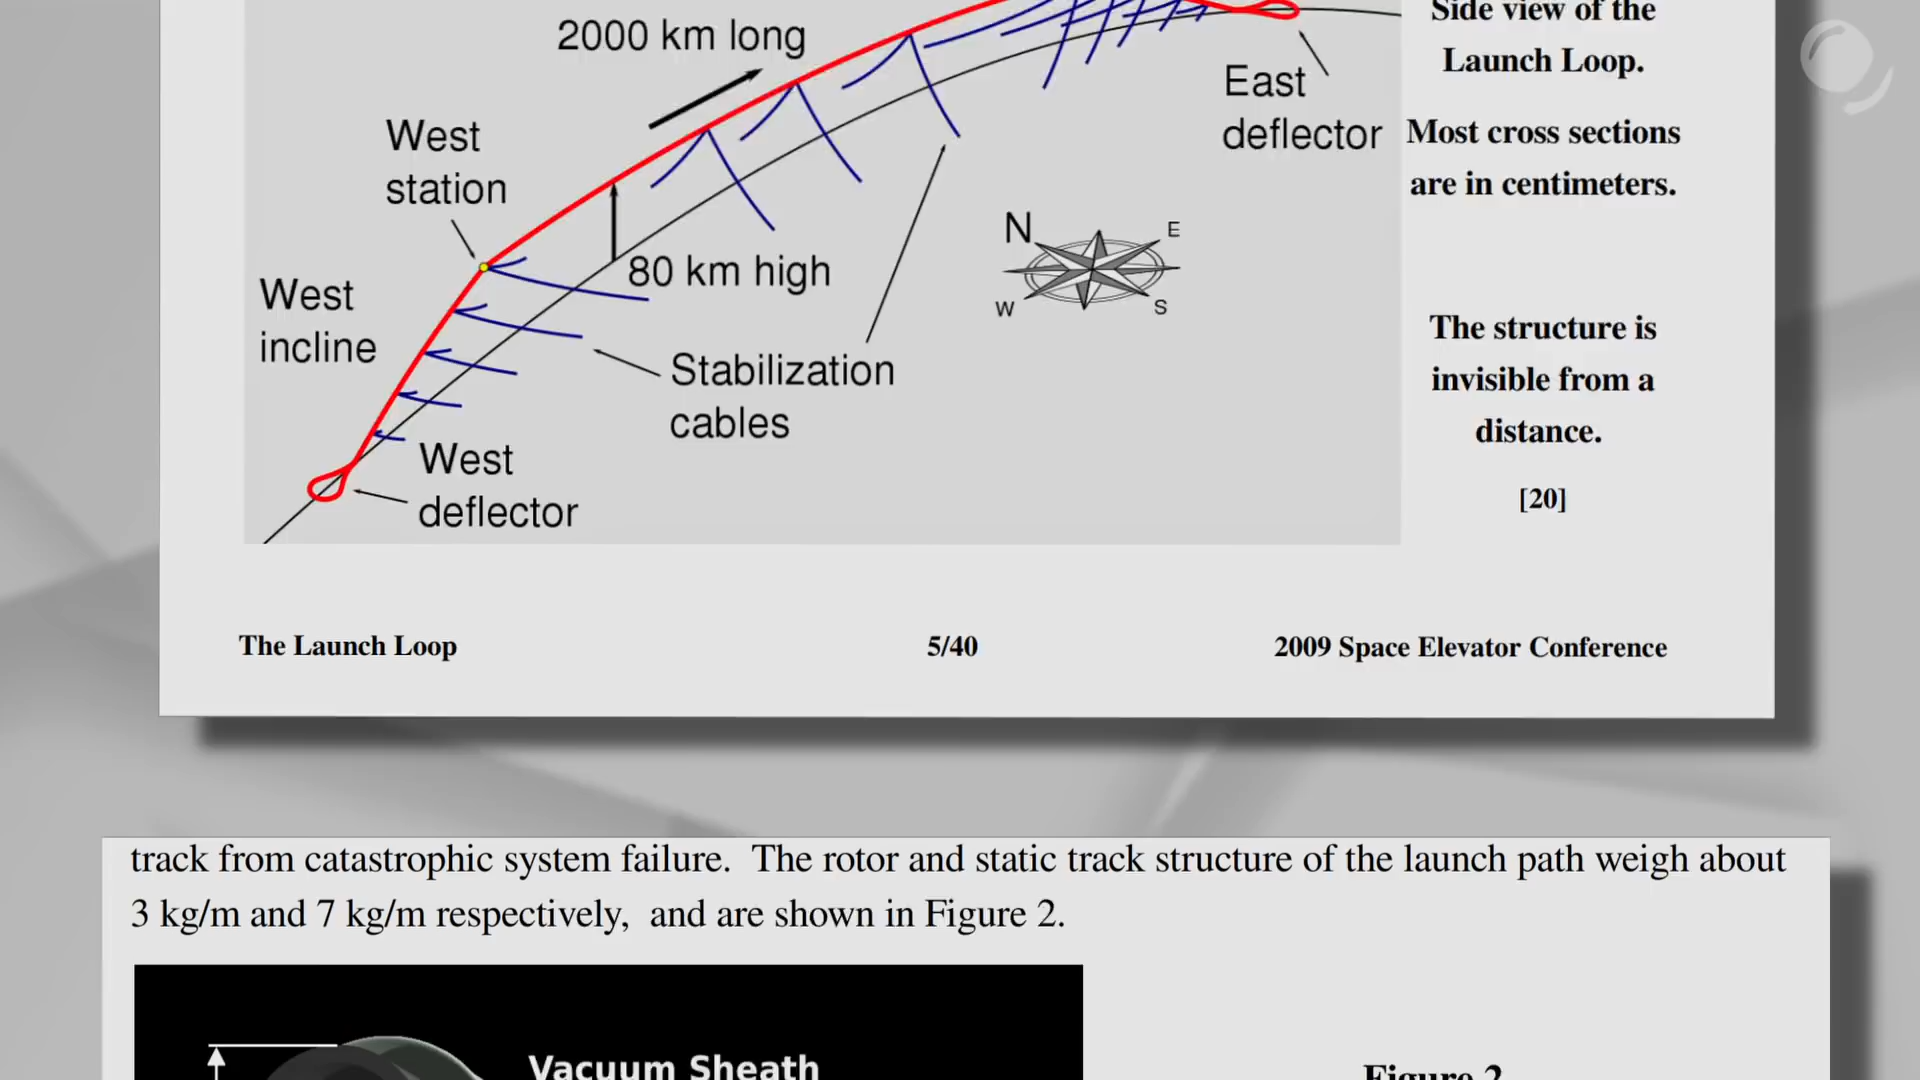 2000 km long
Side view of the
Launch Loop.
East
deflector
Most cross sections
are in centimeters.
West
station
N
E
W
S
80 km high
West
incline
The structure is
invisible from a
distance.
Stabilization
cables
West
deflector
[20]
The Launch Loop
5/40
2009 Space Elevator Conference
track from catastrophic system failure. The rotor and static track structure of the launch path weigh about
3 kg/m and 7 kg/m respectively, and are shown in Figure 2.
Vacuum Sheath
Figure 2